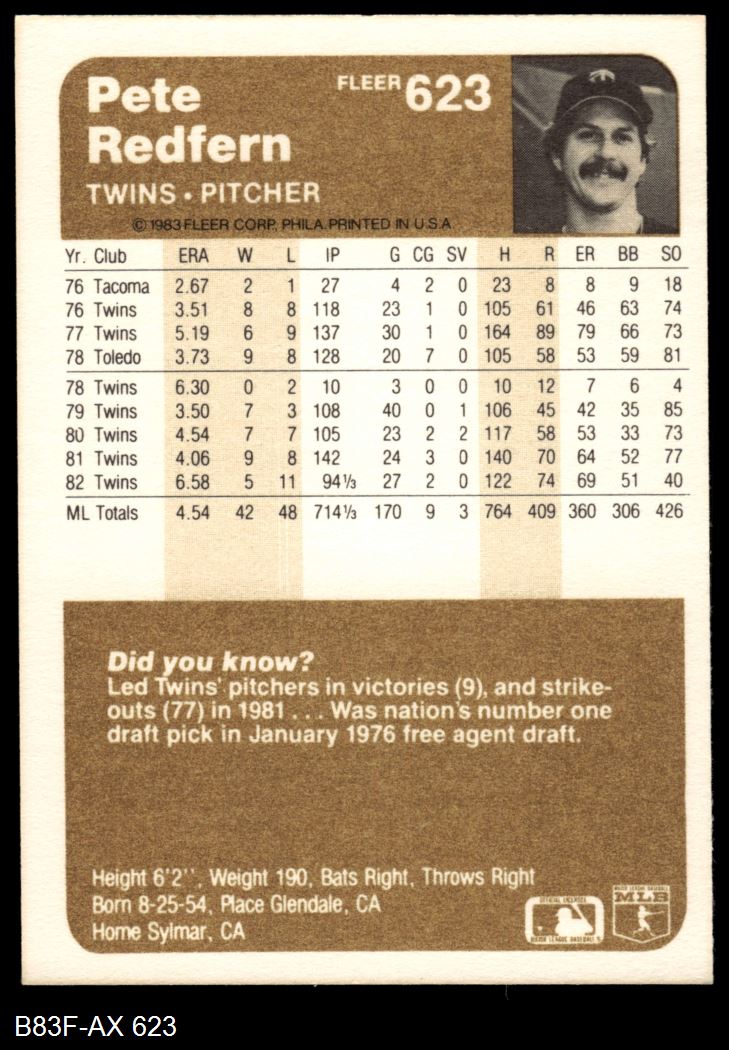 Pete
Redfern
FLEER 623
TWINS • PITCHER
© 1983 FLEER CORP. PHILA. PRINTED IN U.S.A
Yr. Club ERA W L IP G CG SV H R ER BB SO
76 Tacoma 2.67 2 1 27 4 2 0 23 8 8 9 18
76 Twins 3.51 8 8 118 23 1 0 105 61 46 63 74
77 Twins 5.19 6 9 137 30 1 0 164 89 79 66 73
78 Toledo 3.73 9 8 128 20 7 0 105 58 53 59 81
78 Twins 6.30 0 2 10 3 0 0 10 12 7 6 4
79 Twins 3.50 7 3 108 40 0 1 106 45 42 35 85
80 Twins 4.54 7 7 105 23 2 2 117 58 53 33 73
81 Twins 4.06 9 8 142 24 3 0 140 70 64 52 77
82 Twins 6.58 5 11 94⅓ 27 2 0 122 74 69 51 40
ML Totals 4.54 42 48 714⅓ 170 9 3 764 409 360 306 426
Did you know?
Led Twins' pitchers in victories (9), and strike-
outs (77) in 1981 . . . Was nation's number one
draft pick in January 1976 free agent draft.
Height 6'2'', Weight 190, Bats Right, Throws Right
Born 8-25-54, Place Glendale, CA
Home Sylmar, CA
OFFICIAL LICENSEE
MAJOR LEAGUE BASEBALL
MAJOR LEAGUE BASEBALL
MLB
B83F-AX 623